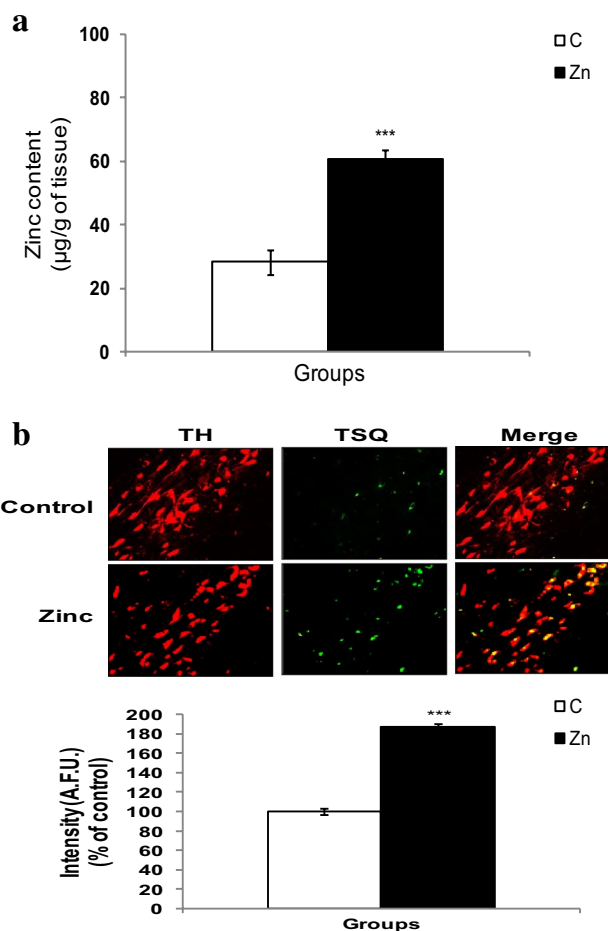 a
100
80
60
40
20
0
Zinc content
(µg/g of tissue)
***
C
Zn
Groups
b
TH TSQ Merge
Control
Zinc
200
180
160
140
120
100
80
60
40
20
0
Intensity (A.F.U.)
(% of control)
***
C
Zn
Groups